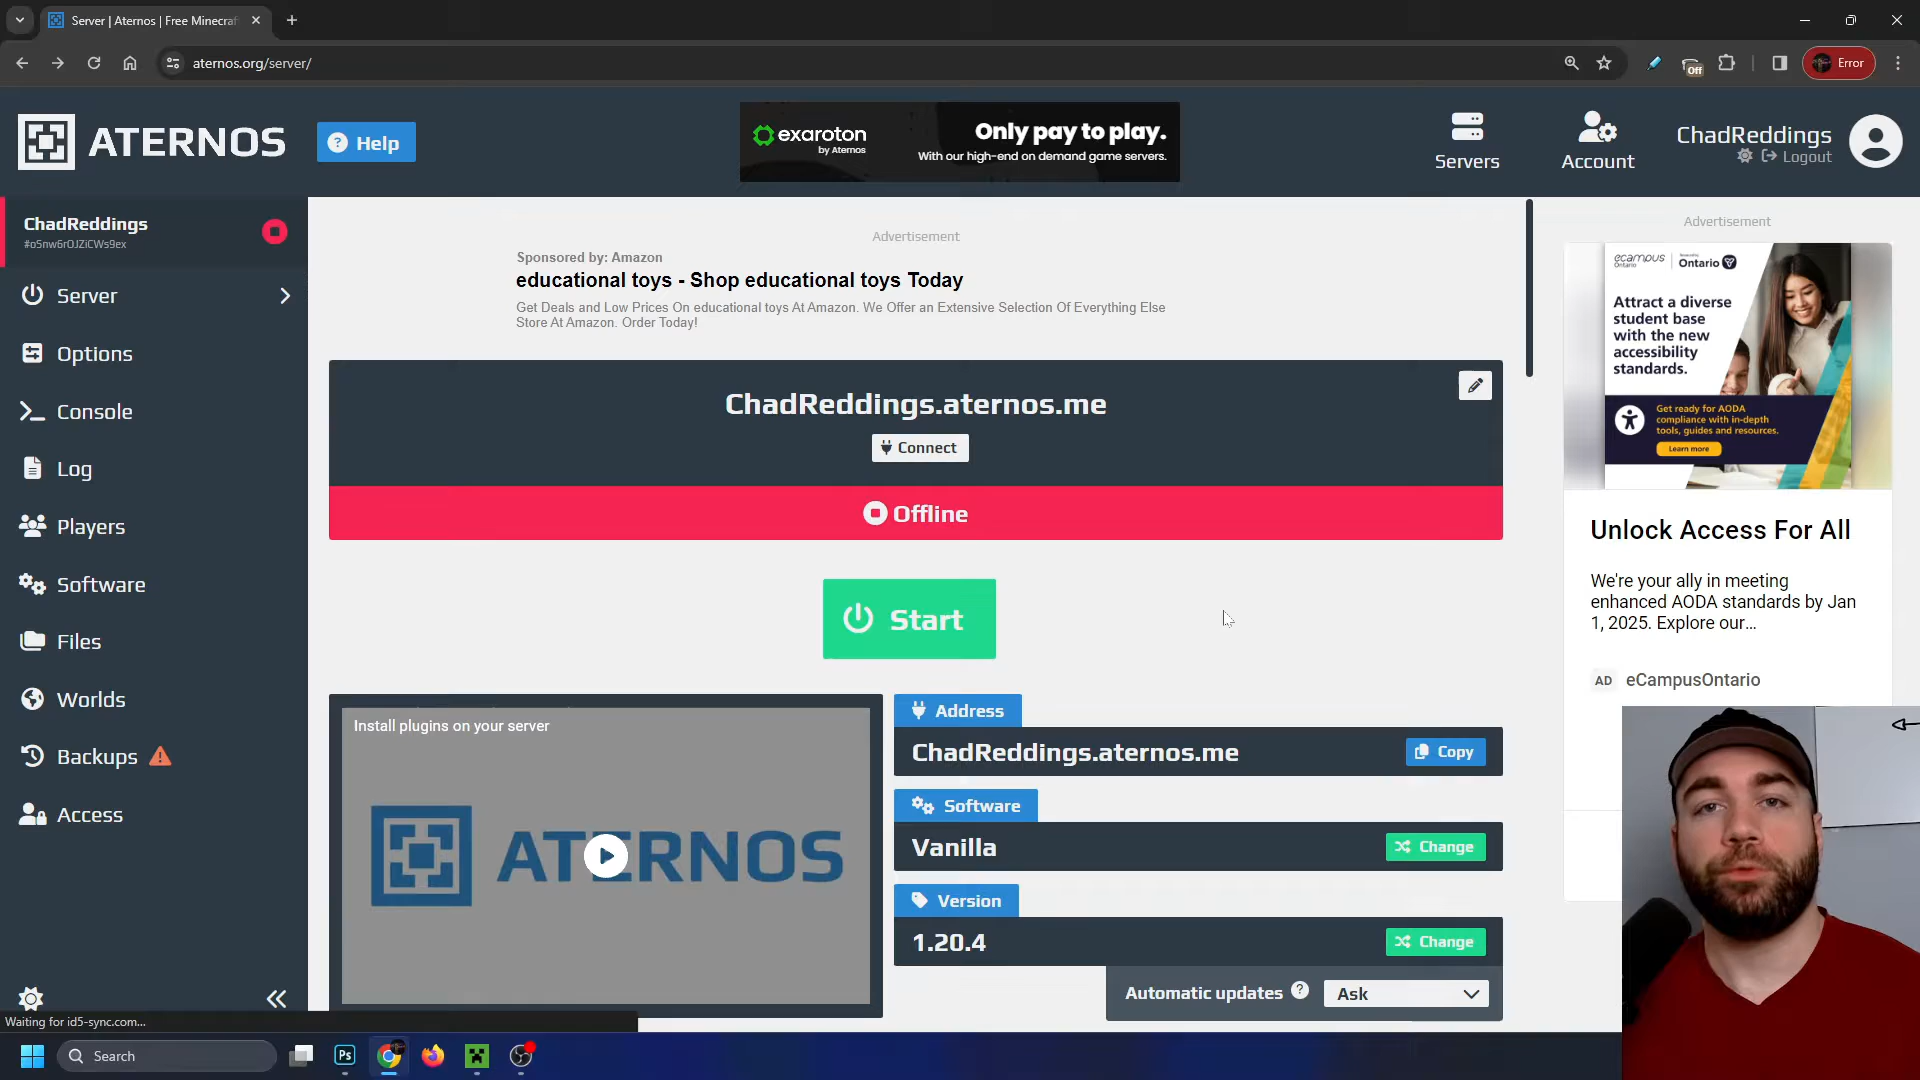 Server | Aternos | Free Minecraf
aternos.org/server/
Off
Error
ATERNOS
Help
exaroton
by Aternos
Only pay to play.
With our high-end on demand game servers.
Servers
Account
ChadReddings
Logout
ChadReddings
#o5nw6rOJZiCWs9ex
Server
Options
Console
Log
Players
Software
Files
Worlds
Backups
Access
Advertisement
Sponsored by: Amazon
educational toys - Shop educational toys Today
Get Deals and Low Prices On educational toys At Amazon. We Offer an Extensive Selection Of Everything Else
Store At Amazon. Order Today!
ChadReddings.aternos.me
Connect
Offline
Start
Install plugins on your server
ATERNOS
Address
ChadReddings.aternos.me
Copy
Software
Vanilla
Change
Version
1.20.4
Change
Automatic updates
Ask
Advertisement
ecampus
Ontario
Ontario
Attract a diverse
student base
with the new
accessibility
standards.
Get ready for AODA
compliance with in-depth
tools, guides and resources.
Learn more
Unlock Access For All
We're your ally in meeting
enhanced AODA standards by Jan
1, 2025. Explore our...
AD
eCampusOntario
Waiting for id5-sync.com...
Search
Ps